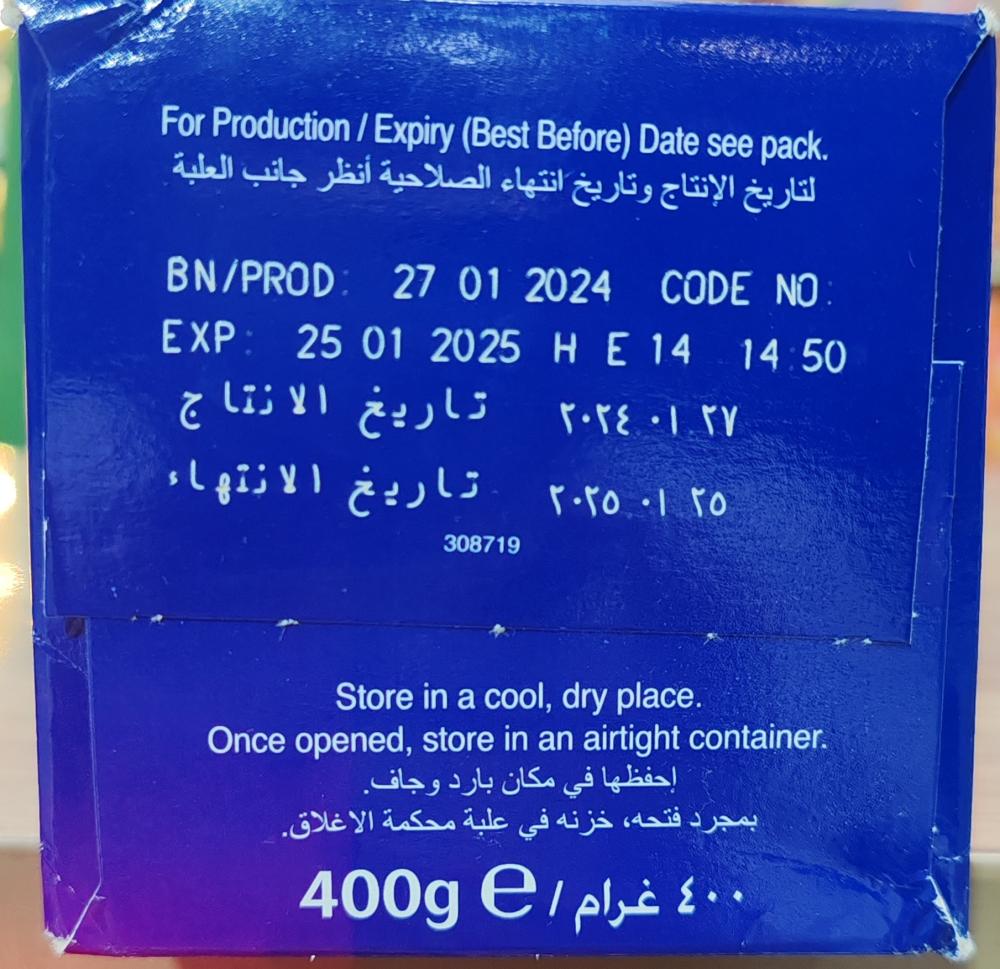 For Production / Expiry (Best Before) Date see pack.
لتاريخ الإنتاج وتاريخ انتهاء الصلاحية أنظر جانب العلبة
BN/PROD: 27 01 2024 CODE NO:
EXP: 25 01 2025 H E 14 14:50
تاريخ الانتاج ٢٧ ٠١ ٢٠٢٤
تاريخ الانتهاء ٢٥ ٠١ ٢٠٢٥
308719
Store in a cool, dry place.
Once opened, store in an airtight container.
إحفظها في مكان بارد وجاف.
بمجرد فتحه، خزنه في علبة محكمة الاغلاق.
400g ℮ / ٤٠٠ غرام